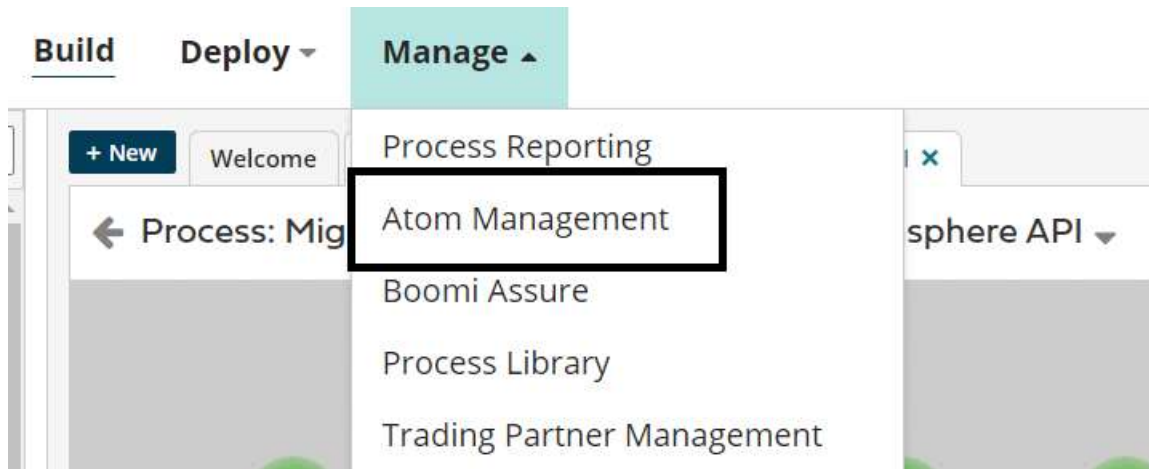 Build Deploy Manage
+ New Welcome
Process Reporting
Atom Management
Process: Mig sphere API
Boomi Assure
Process Library
Trading Partner Management